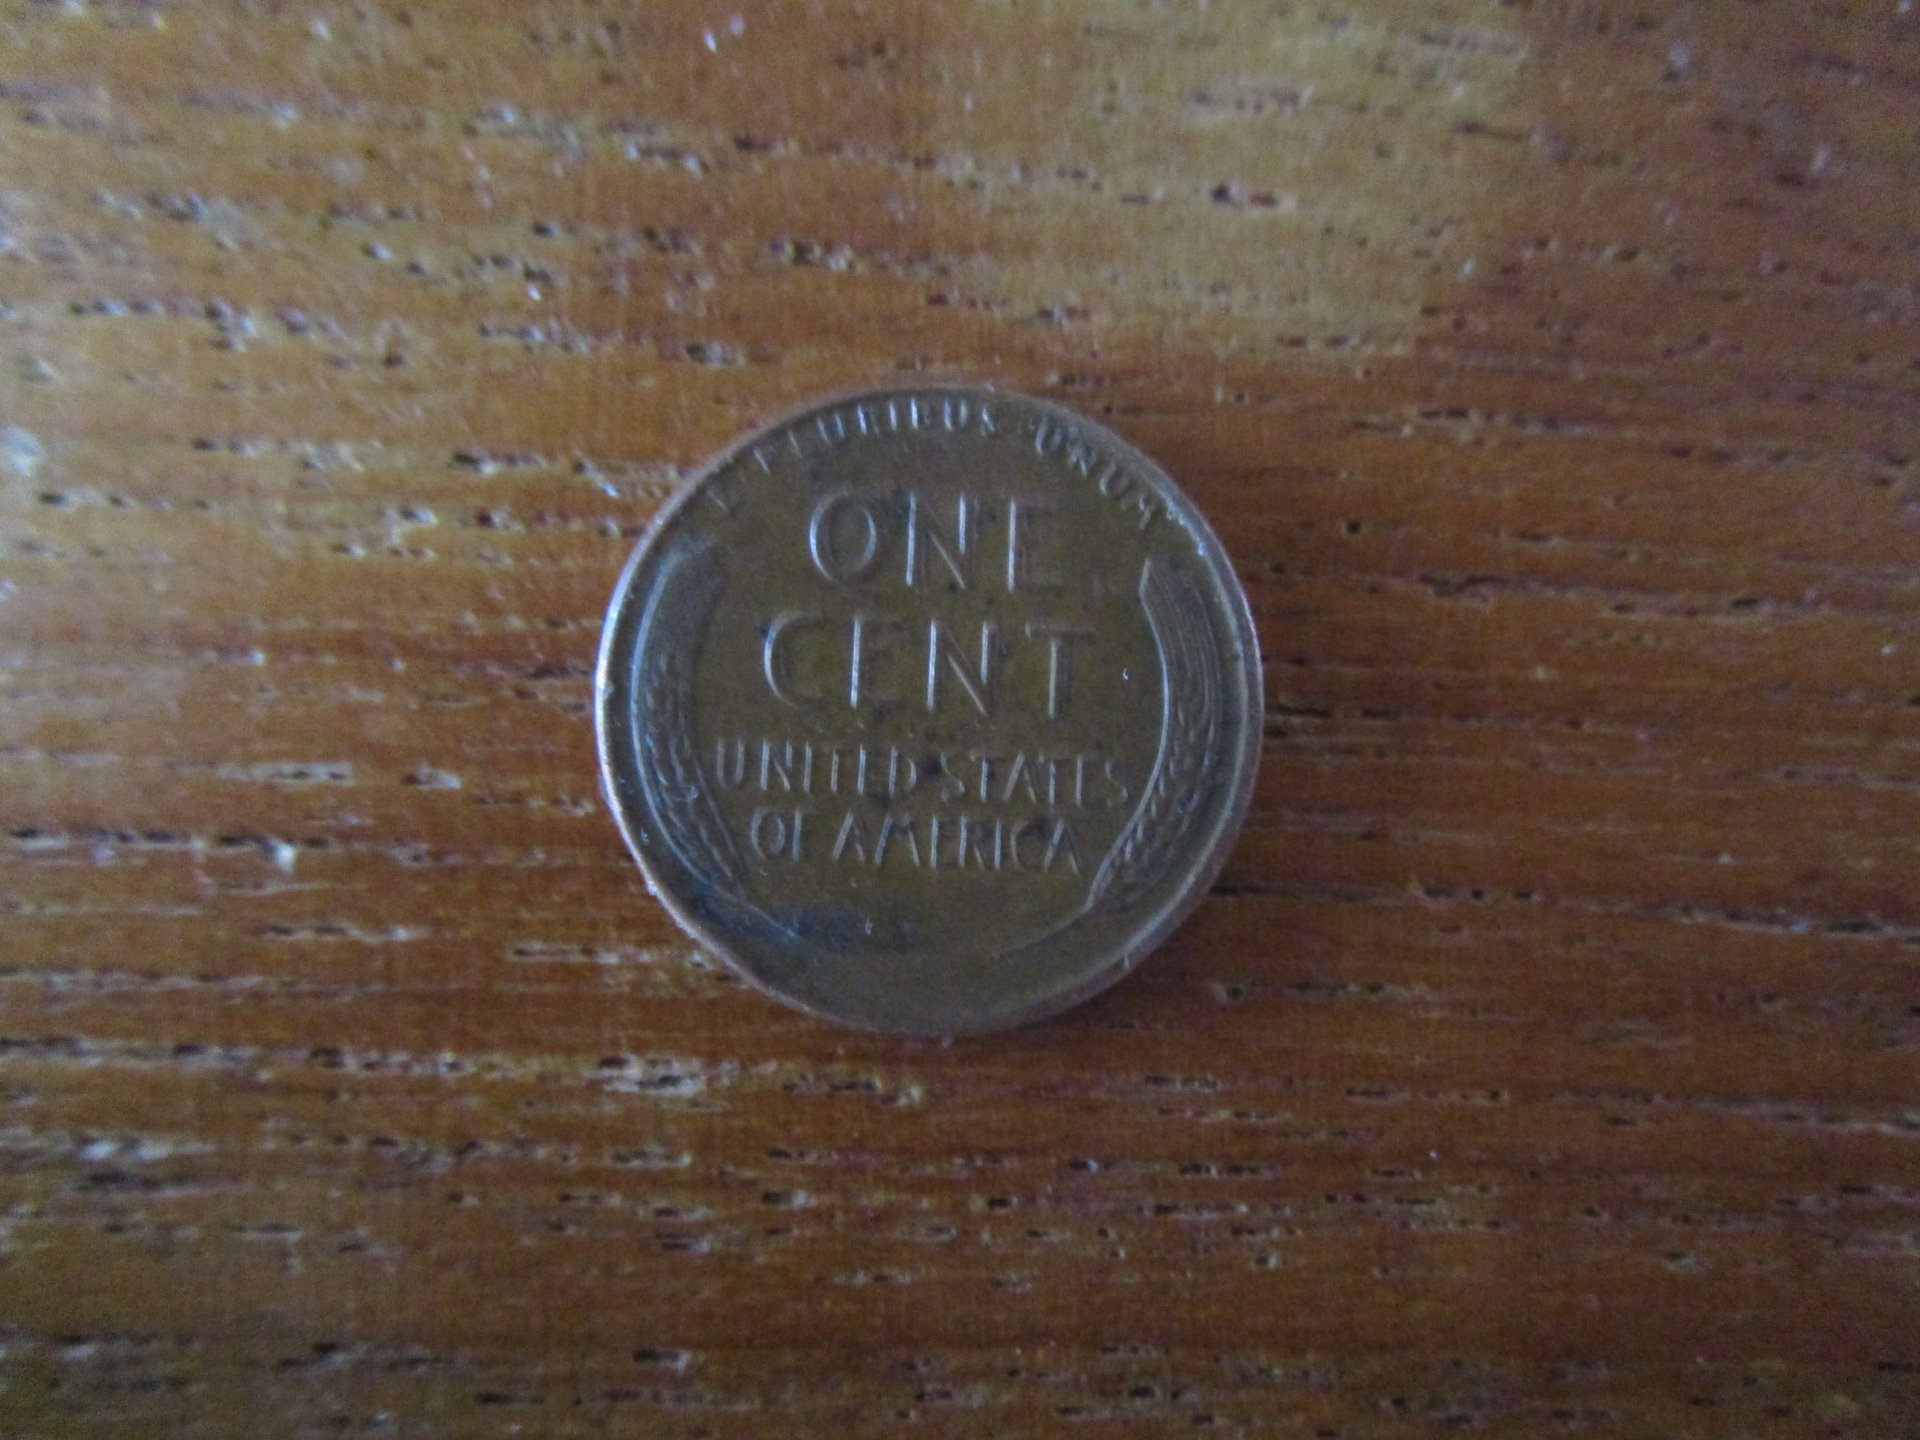 E · PLURIBUS · UNUM
ONE
CENT
UNITED STATES
OF AMERICA